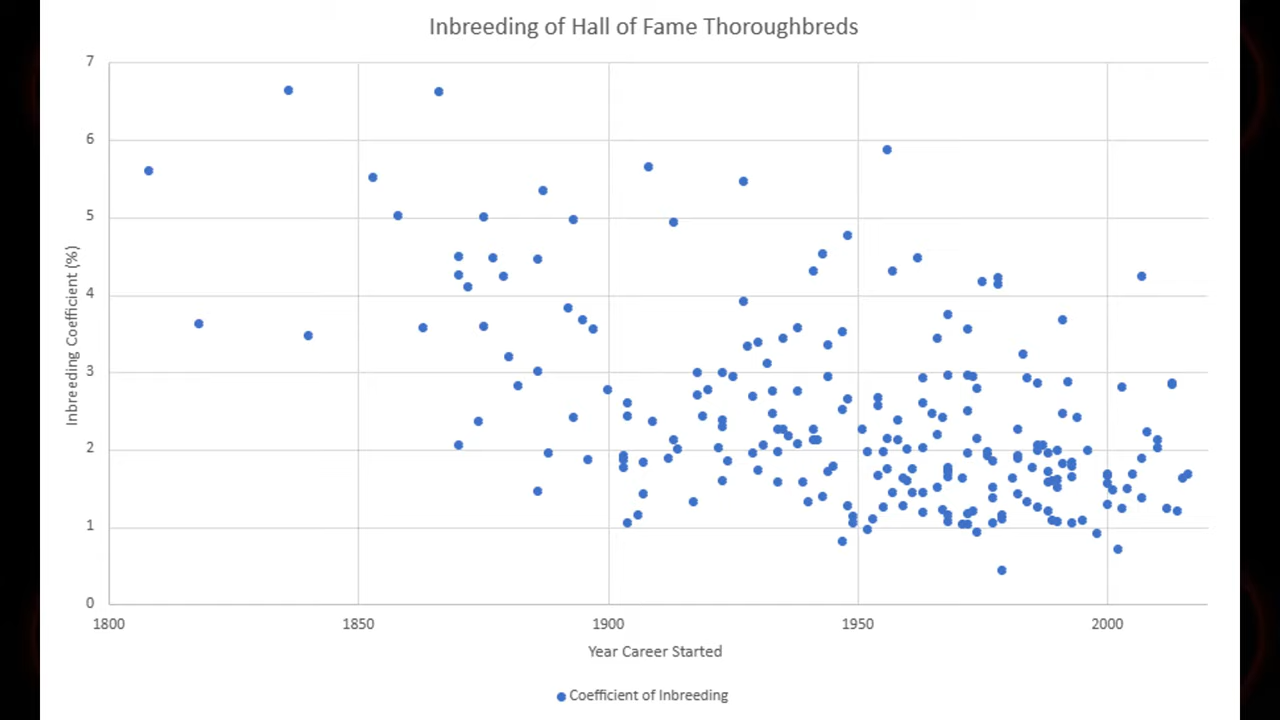 Inbreeding of Hall of Fame Thoroughbreds
7
6
5
4
3
2
1
0
Inbreeding Coefficient (%)
1800 1850 1900 1950 2000
Year Career Started
Coefficient of Inbreeding